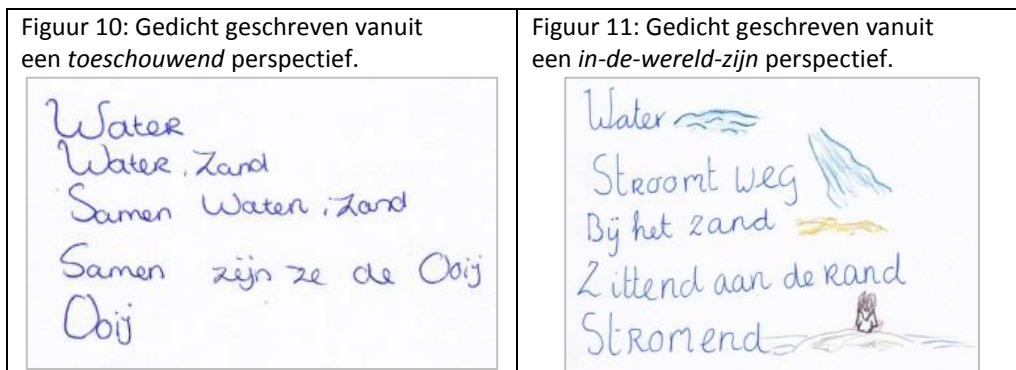 Figuur 10: Gedicht geschreven vanuit
een toeschouwend perspectief.
Water
Water, Zand
Samen Water, Zand
Samen zijn ze de Ooij
Ooij
Figuur 11: Gedicht geschreven vanuit
een in-de-wereld-zijn perspectief.
Water
Stroomt weg
Bij het zand
Zittend aan de rand
Stromend